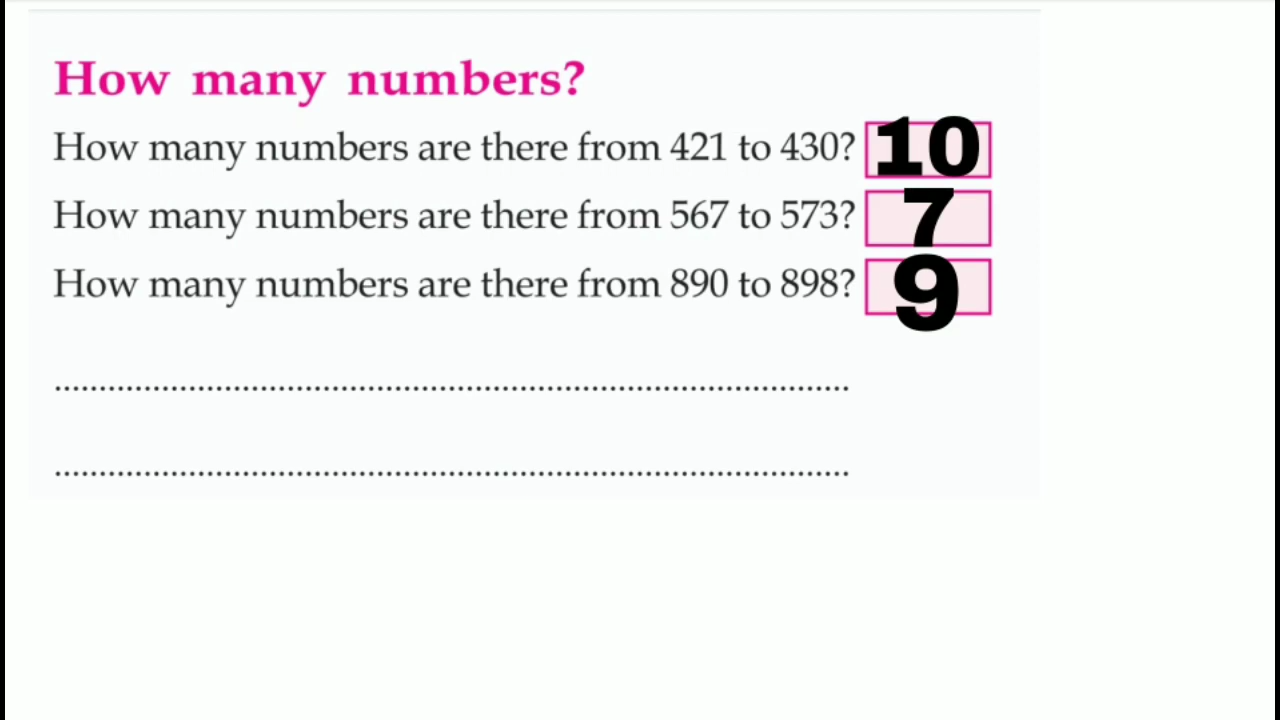 How many numbers?
How many numbers are there from 421 to 430? 10
How many numbers are there from 567 to 573? 7
How many numbers are there from 890 to 898? 9
..........................................................................................
..........................................................................................